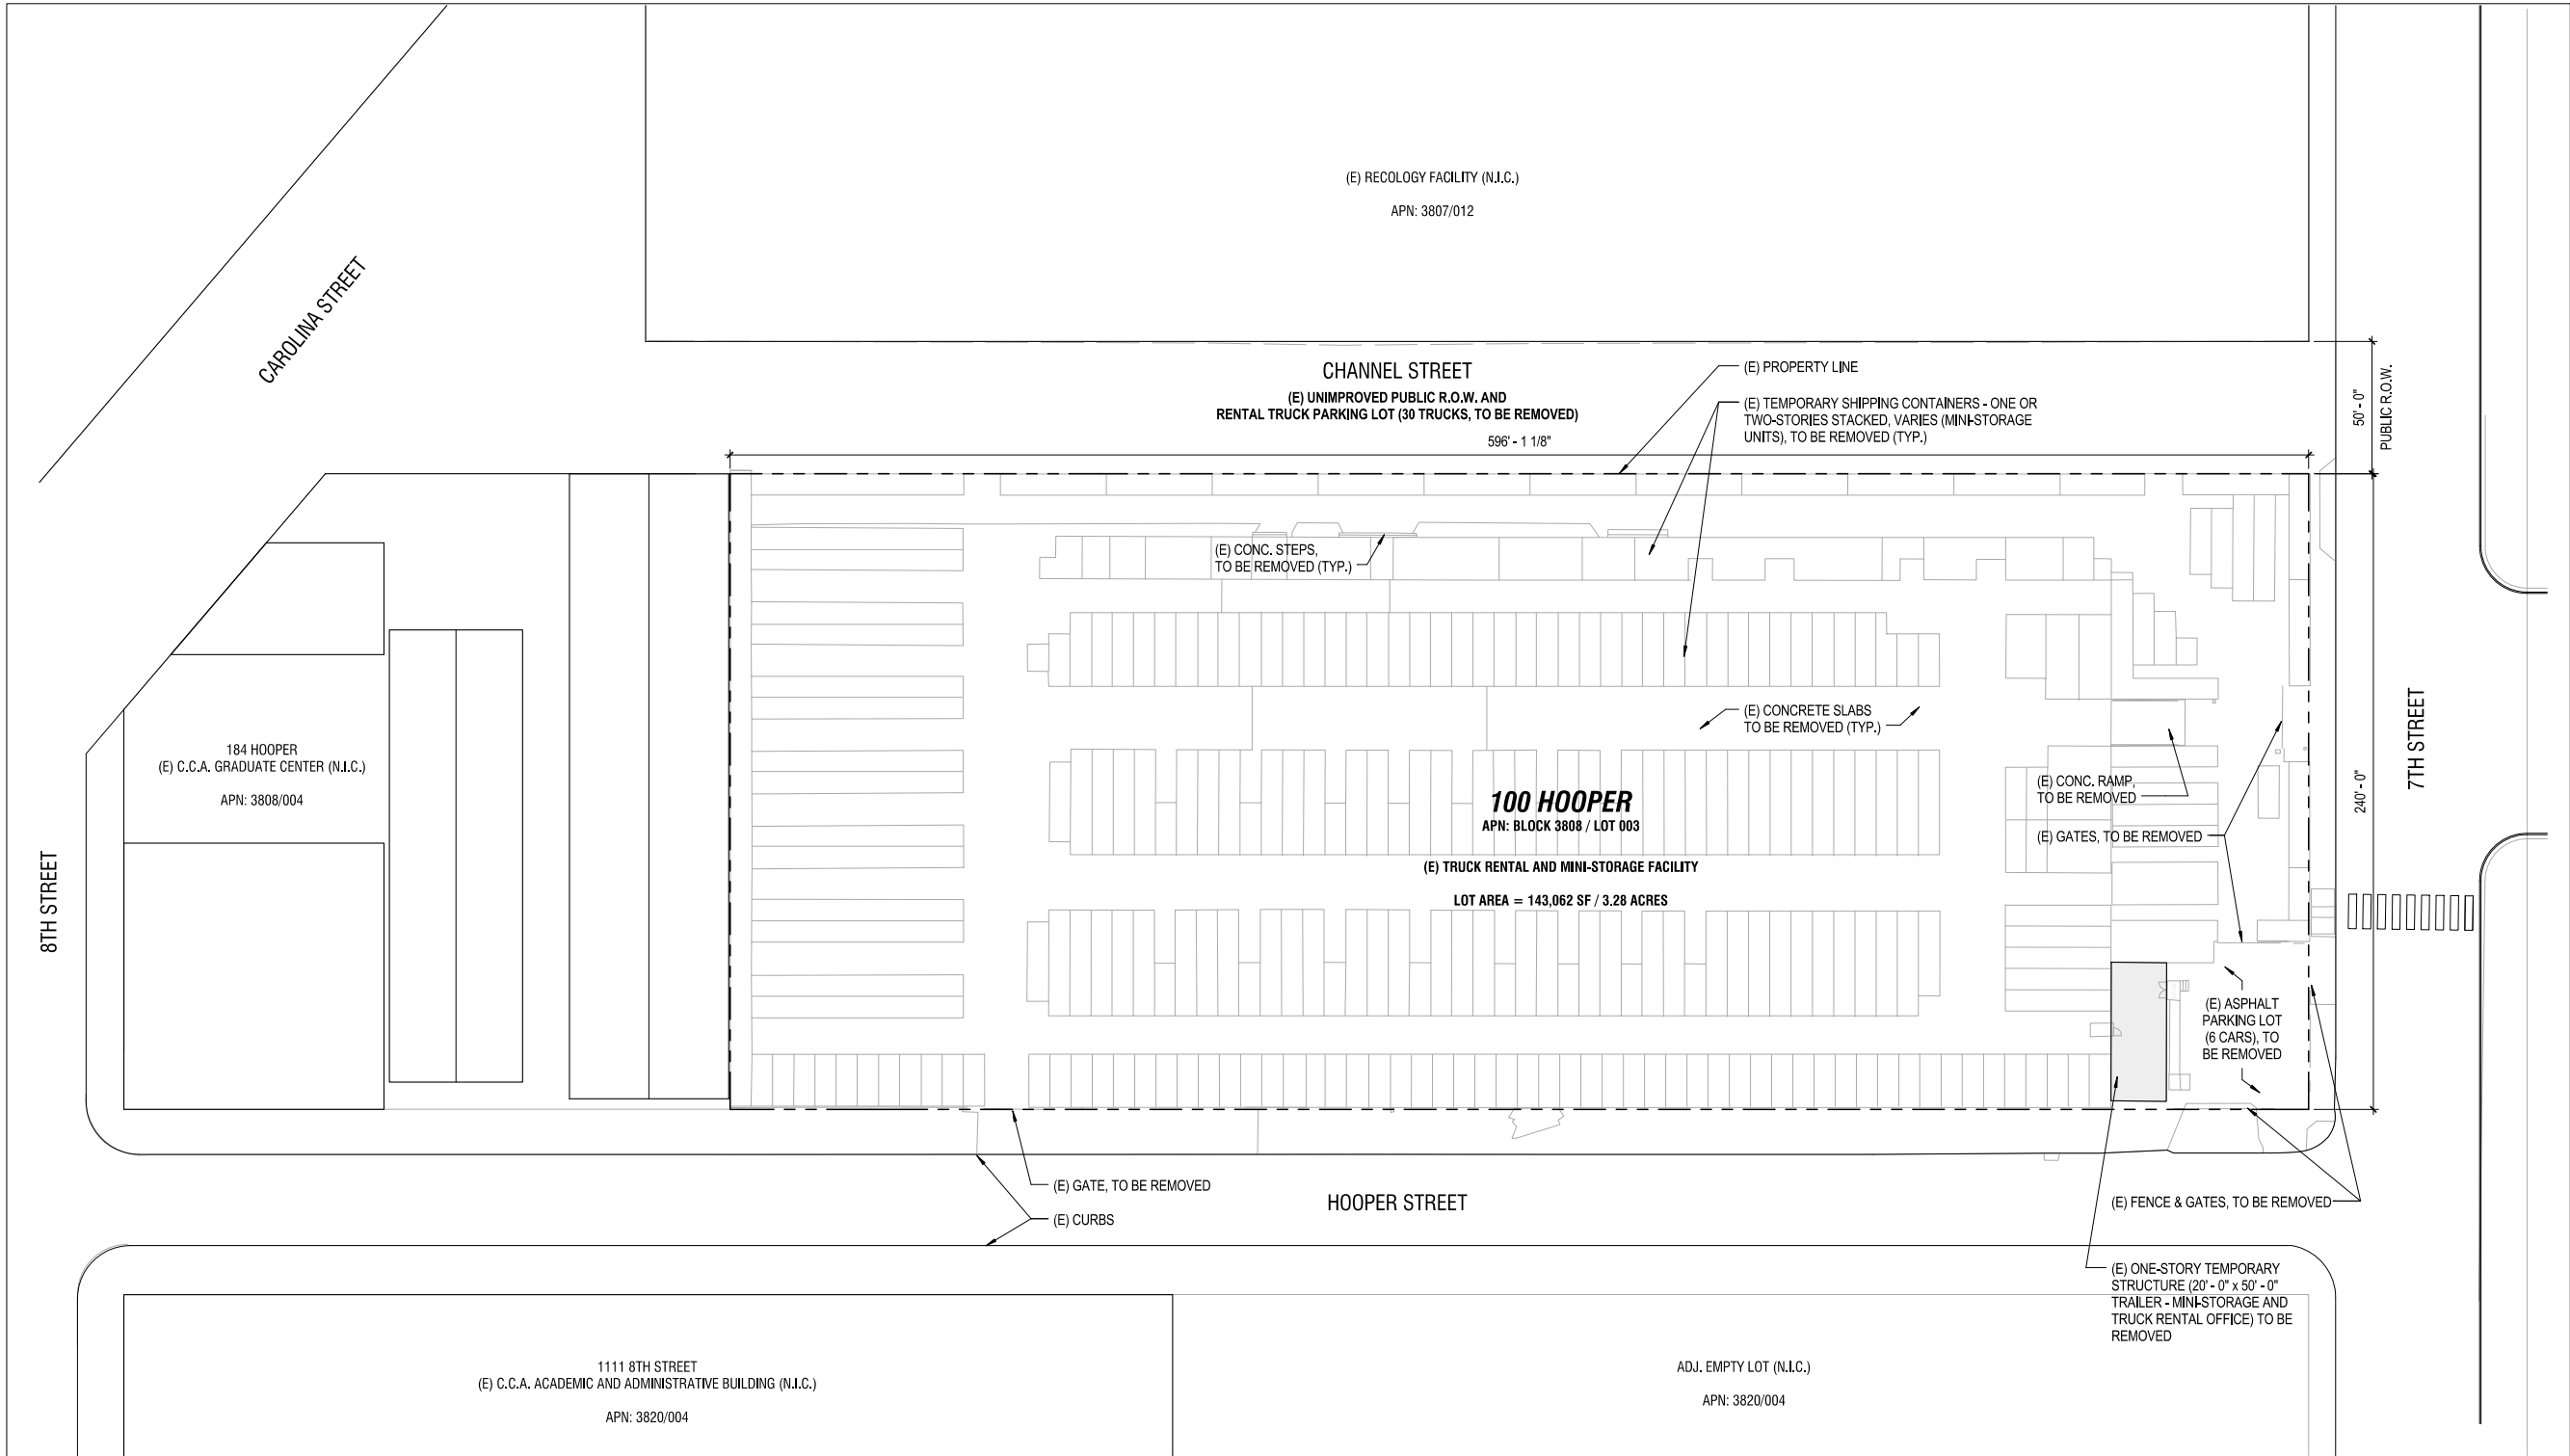 (E) RECOLOGY FACILITY (N.I.C.)
APN: 3807/012
CAROLINA STREET
CHANNEL STREET
(E) UNIMPROVED PUBLIC R.O.W. AND
RENTAL TRUCK PARKING LOT (30 TRUCKS, TO BE REMOVED)
596' - 1 1/8"
(E) PROPERTY LINE
(E) TEMPORARY SHIPPING CONTAINERS - ONE OR
TWO-STORIES STACKED, VARIES (MINI-STORAGE
UNITS), TO BE REMOVED (TYP.)
50' - 0"
PUBLIC R.O.W.
(E) CONC. STEPS,
TO BE REMOVED (TYP.)
(E) CONCRETE SLABS
TO BE REMOVED (TYP.)
184 HOOPER
(E) C.C.A. GRADUATE CENTER (N.I.C.)
APN: 3808/004
100 HOOPER
APN: BLOCK 3808 / LOT 003
(E) TRUCK RENTAL AND MINI-STORAGE FACILITY
LOT AREA = 143,062 SF / 3.28 ACRES
(E) CONC. RAMP,
TO BE REMOVED
(E) GATES, TO BE REMOVED
240' - 0"
7TH STREET
8TH STREET
(E) ASPHALT
PARKING LOT
(6 CARS), TO
BE REMOVED
(E) GATE, TO BE REMOVED
(E) CURBS
HOOPER STREET
(E) FENCE & GATES, TO BE REMOVED
(E) ONE-STORY TEMPORARY
STRUCTURE (20' - 0" x 50' - 0"
TRAILER - MINI-STORAGE AND
TRUCK RENTAL OFFICE) TO BE
REMOVED
1111 8TH STREET
(E) C.C.A. ACADEMIC AND ADMINISTRATIVE BUILDING (N.I.C.)
APN: 3820/004
ADJ. EMPTY LOT (N.I.C.)
APN: 3820/004